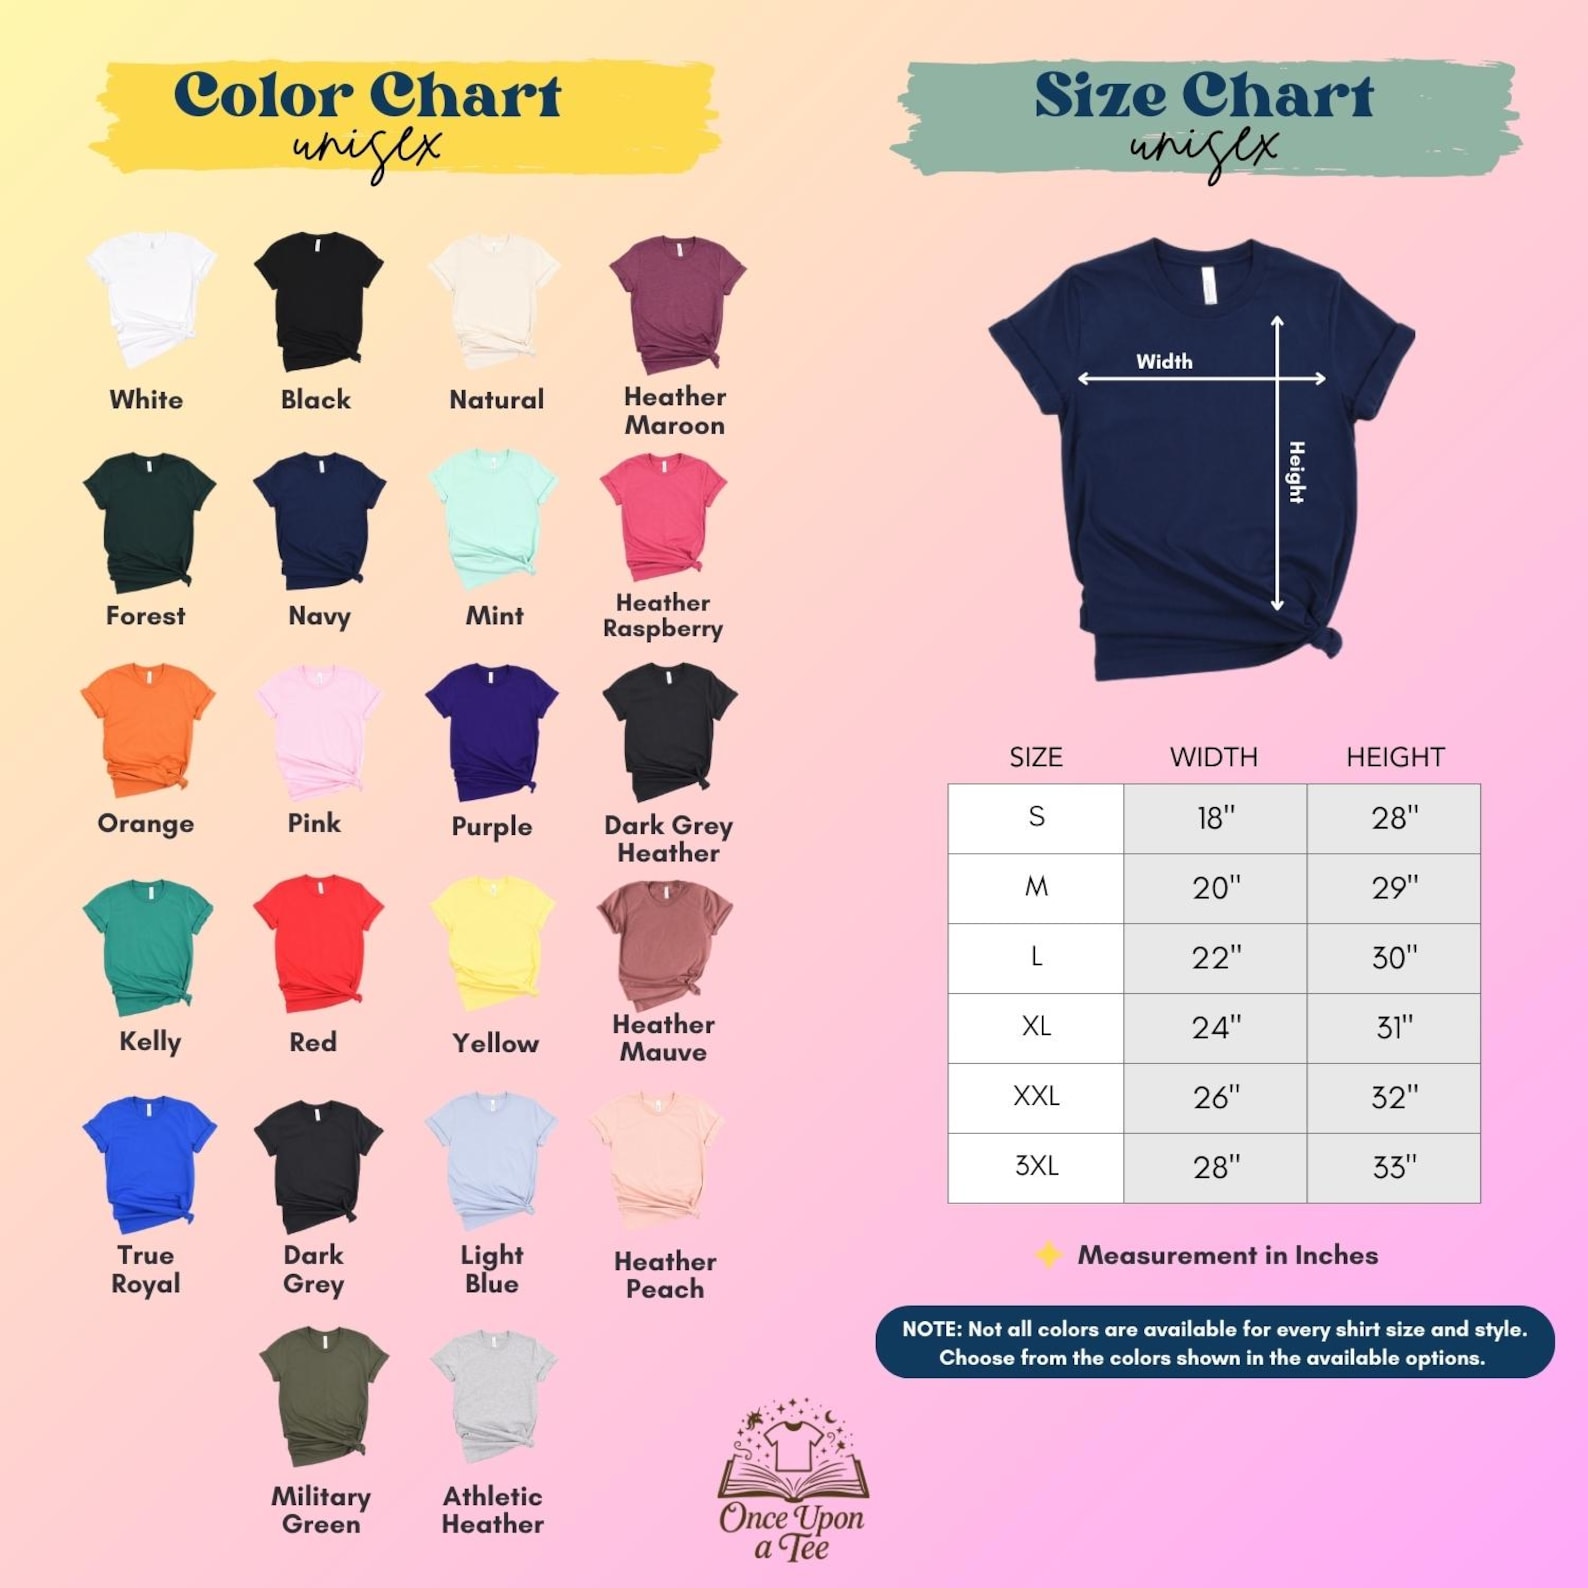 Color Chart
unisex
White
Black
Natural
Heather
Maroon
Forest
Navy
Mint
Heather
Raspberry
Orange
Pink
Purple
Dark Grey
Heather
Kelly
Red
Yellow
Heather
Mauve
True
Royal
Dark
Grey
Light
Blue
Heather
Peach
Military
Green
Athletic
Heather
Size Chart
unisex
Width
Height
SIZE WIDTH HEIGHT
S 18" 28"
M 20" 29"
L 22" 30"
XL 24" 31"
XXL 26" 32"
3XL 28" 33"
Measurement in Inches
NOTE: Not all colors are available for every shirt size and style.
Choose from the colors shown in the available options.
Once Upon
a Tee